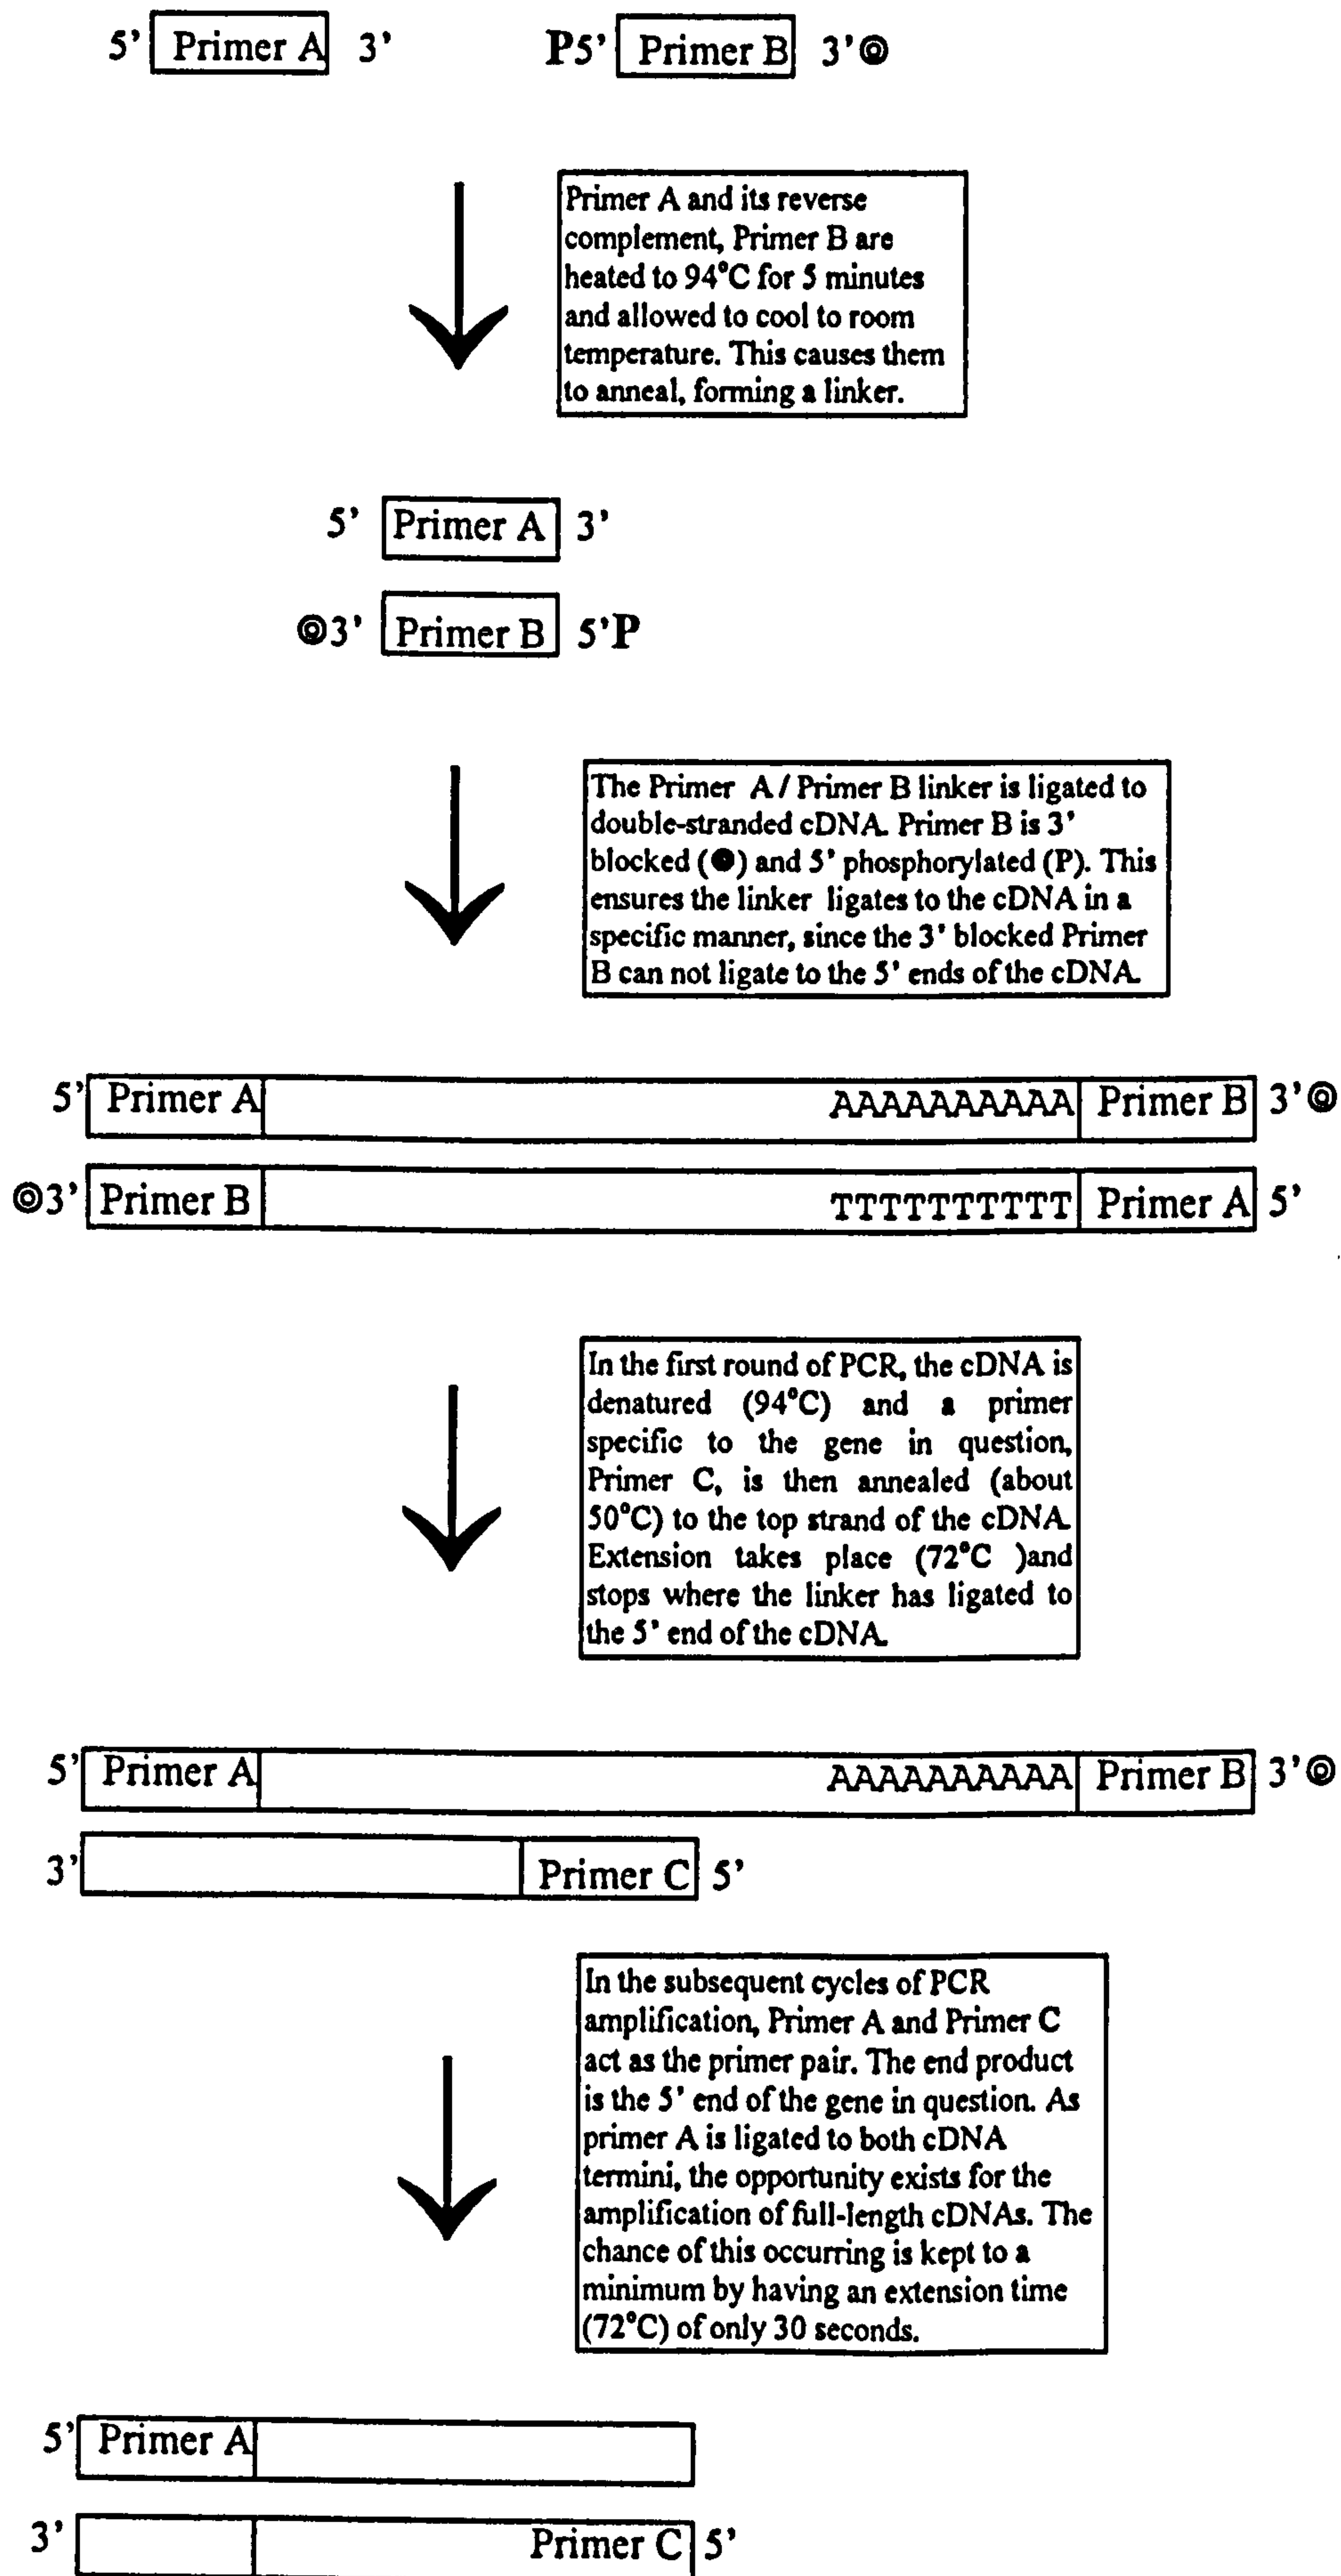 5' Primer A 3' P5' Primer B 3'◎
Primer A and its reverse
complement, Primer B are
heated to 94°C for 5 minutes
and allowed to cool to room
temperature. This causes them
to anneal, forming a linker.
5' Primer A 3'
◎3' Primer B 5'P
The Primer A / Primer B linker is ligated to
double-stranded cDNA. Primer B is 3'
blocked (●) and 5' phosphorylated (P). This
ensures the linker ligates to the cDNA in a
specific manner, since the 3' blocked Primer
B can not ligate to the 5' ends of the cDNA.
5' Primer A AAAAAAAAAA Primer B 3'◎
◎3' Primer B TTTTTTTTTT Primer A 5'
In the first round of PCR, the cDNA is
denatured (94°C) and a primer
specific to the gene in question,
Primer C, is then annealed (about
50°C) to the top strand of the cDNA.
Extension takes place (72°C )and
stops where the linker has ligated to
the 5' end of the cDNA.
5' Primer A AAAAAAAAAA Primer B 3'◎
3' Primer C 5'
In the subsequent cycles of PCR
amplification, Primer A and Primer C
act as the primer pair. The end product
is the 5' end of the gene in question. As
primer A is ligated to both cDNA
termini, the opportunity exists for the
amplification of full-length cDNAs. The
chance of this occurring is kept to a
minimum by having an extension time
(72°C) of only 30 seconds.
5' Primer A
3' Primer C 5'